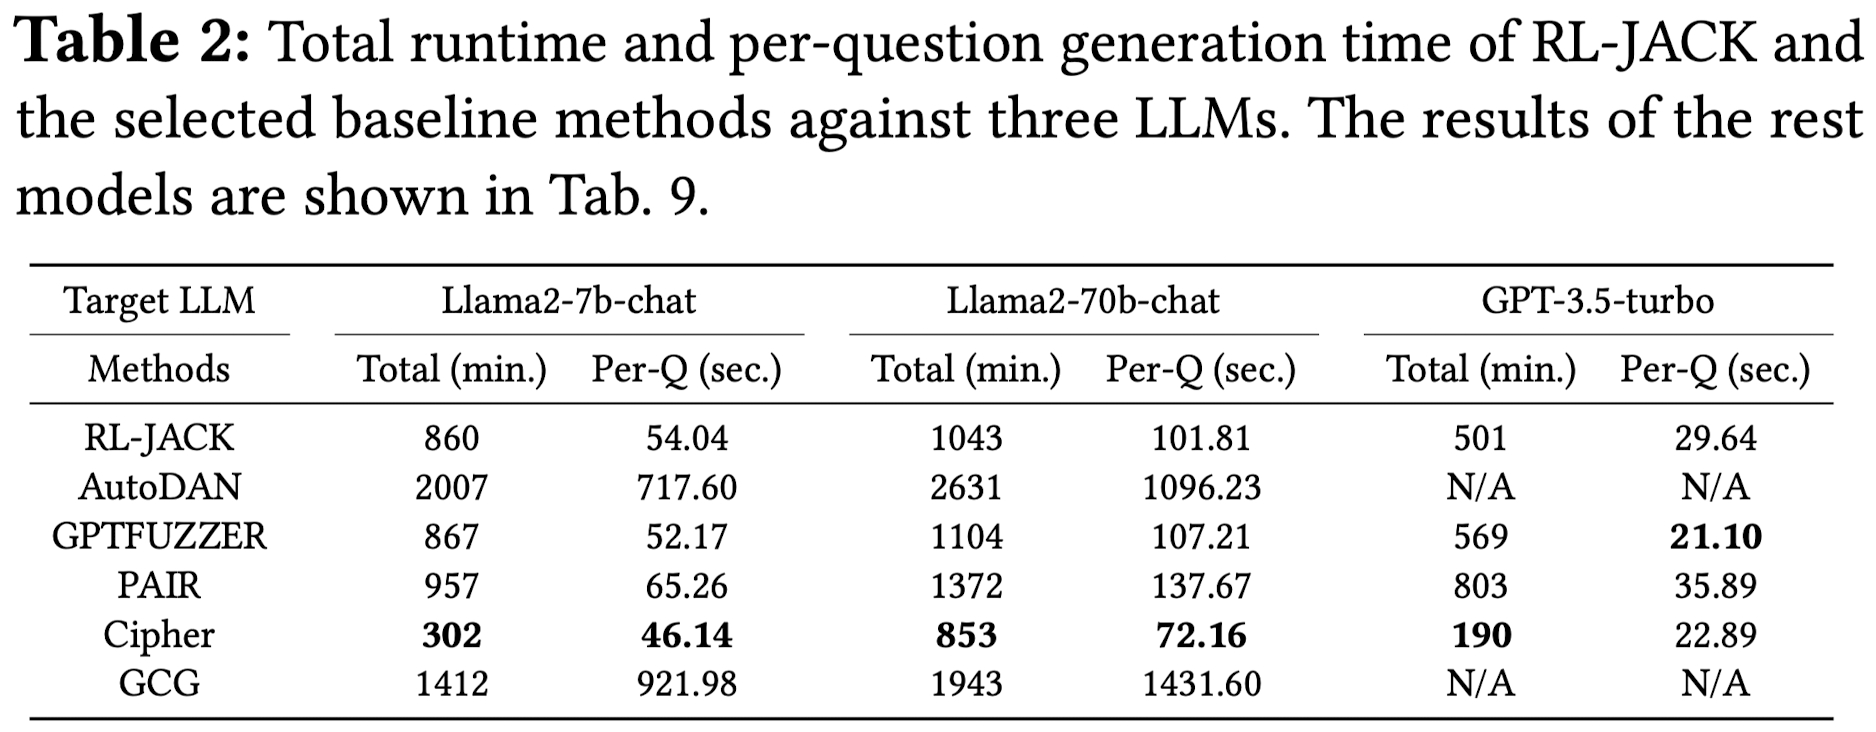 Table 2: Total runtime and per-question generation time of RL-JACK and
the selected baseline methods against three LLMs. The results of the rest
models are shown in Tab. 9.
Target LLM Llama2-7b-chat Llama2-70b-chat GPT-3.5-turbo
Methods Total (min.) Per-Q (sec.) Total (min.) Per-Q (sec.) Total (min.) Per-Q (sec.)
RL-JACK 860 54.04 1043 101.81 501 29.64
AutoDAN 2007 717.60 2631 1096.23 N/A N/A
GPTFUZZER 867 52.17 1104 107.21 569 21.10
PAIR 957 65.26 1372 137.67 803 35.89
Cipher 302 46.14 853 72.16 190 22.89
GCG 1412 921.98 1943 1431.60 N/A N/A